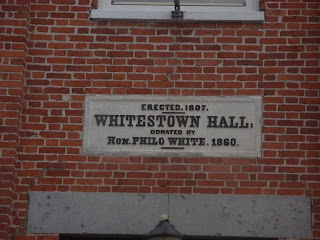 ERECTED. 1807.
WHITESTOWN HALL:
DONATED BY
HON. PHILO WHITE. 1860.